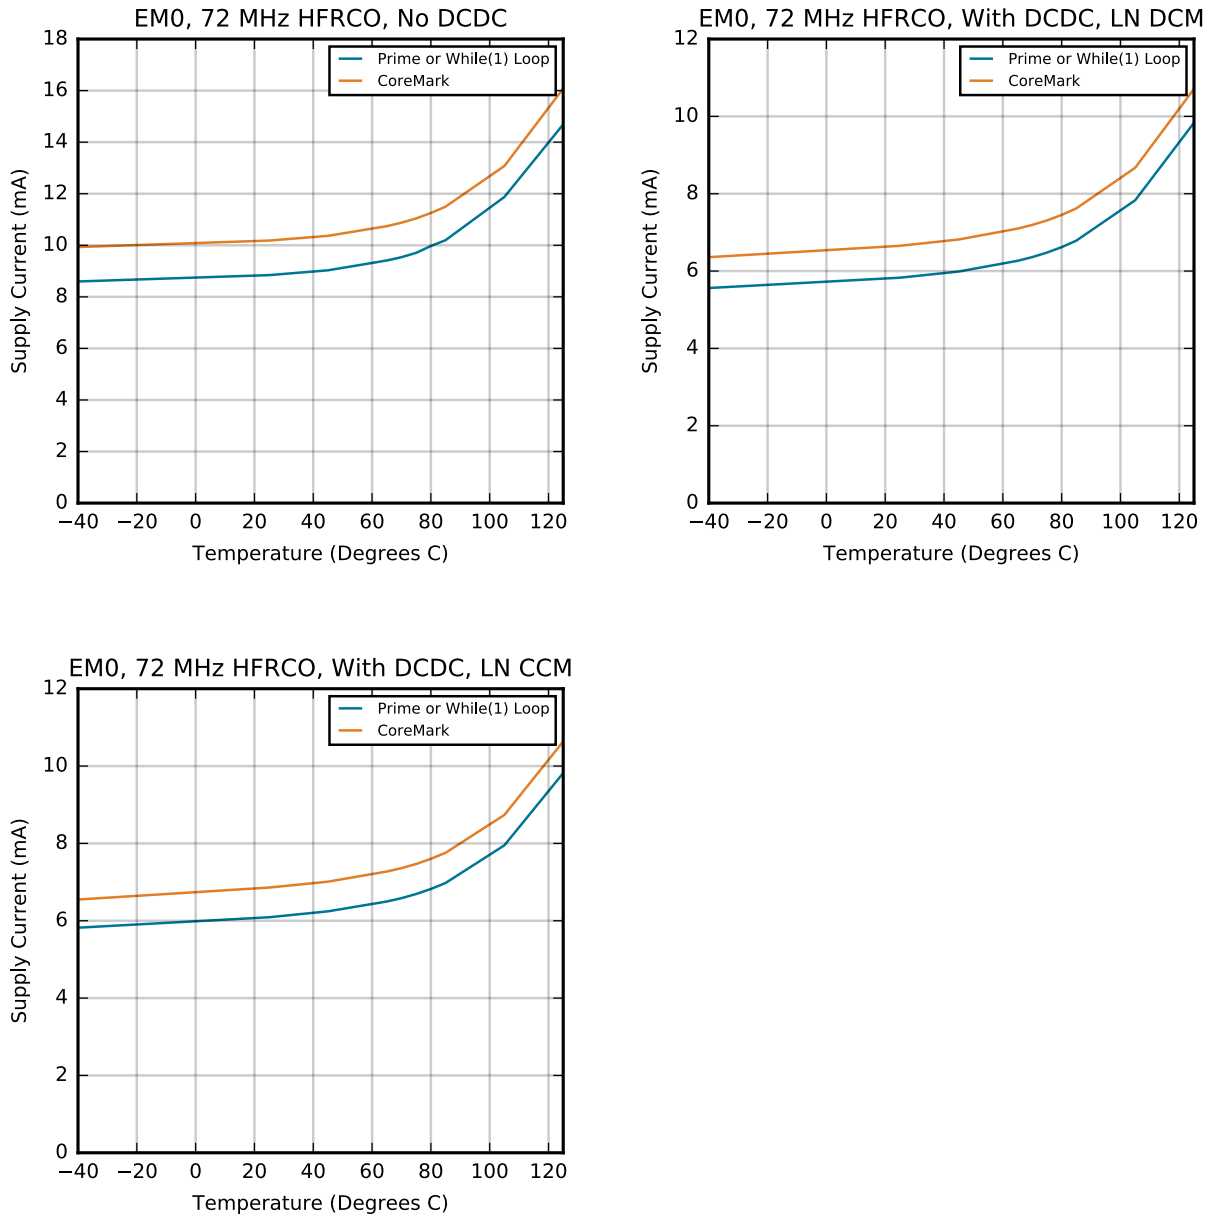 EM0, 72 MHz HFRCO, No DCDC
18
16
14
12
10
8
6
4
2
0
Supply Current (mA)
Prime or While(1) Loop
CoreMark
−40 −20 0 20 40 60 80 100 120
Temperature (Degrees C)
EM0, 72 MHz HFRCO, With DCDC, LN DCM
12
10
8
6
4
2
0
Supply Current (mA)
Prime or While(1) Loop
CoreMark
−40 −20 0 20 40 60 80 100 120
Temperature (Degrees C)
EM0, 72 MHz HFRCO, With DCDC, LN CCM
12
10
8
6
4
2
0
Supply Current (mA)
Prime or While(1) Loop
CoreMark
−40 −20 0 20 40 60 80 100 120
Temperature (Degrees C)